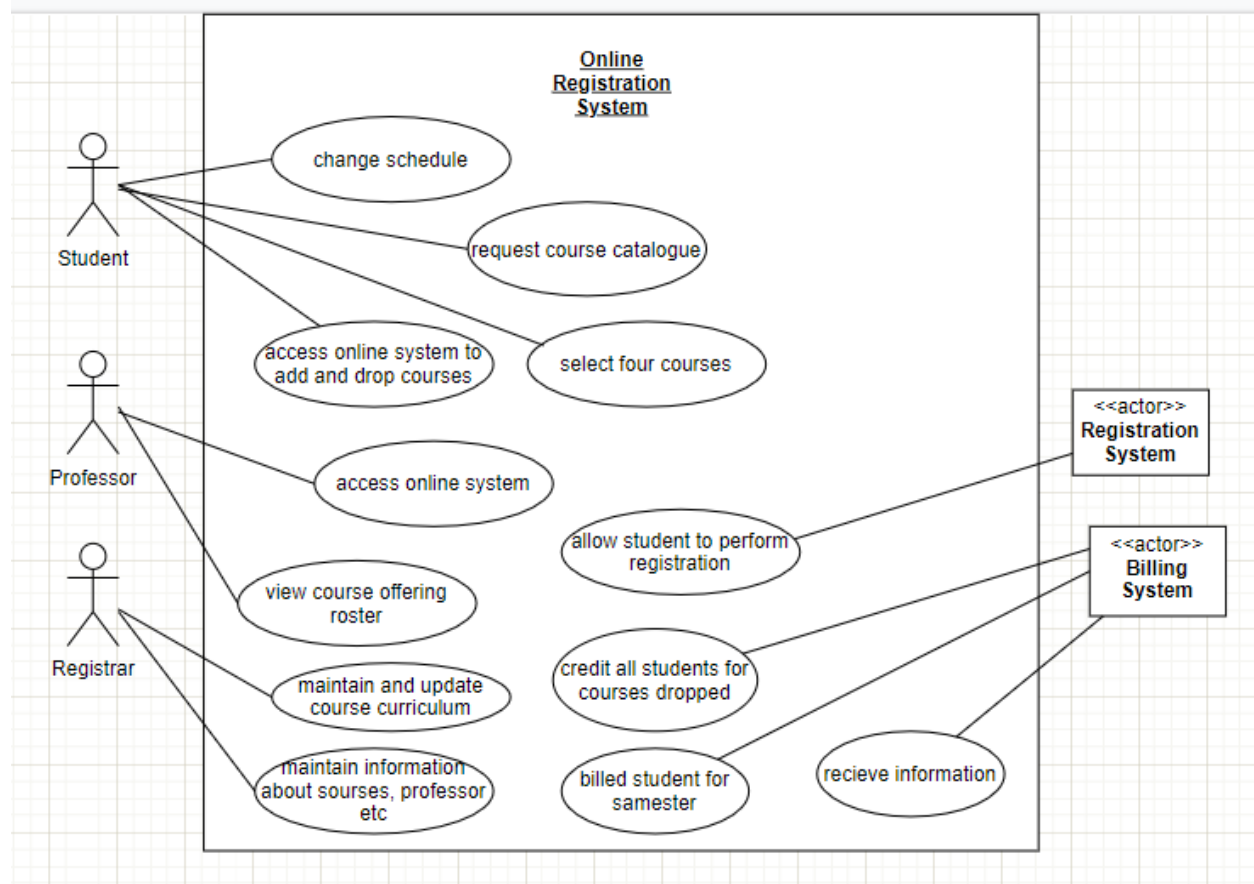 Online
Registration
System
change schedule
Student
request course catalogue
access online system to
add and drop courses
select four courses
<<actor>>
Registration
System
Professor
access online system
allow student to perform
registration
<<actor>>
Billing
System
view course offering
roster
Registrar
credit all students for
courses dropped
maintain and update
course curriculum
maintain information
about sourses, professor
etc
billed student for
samester
recieve information